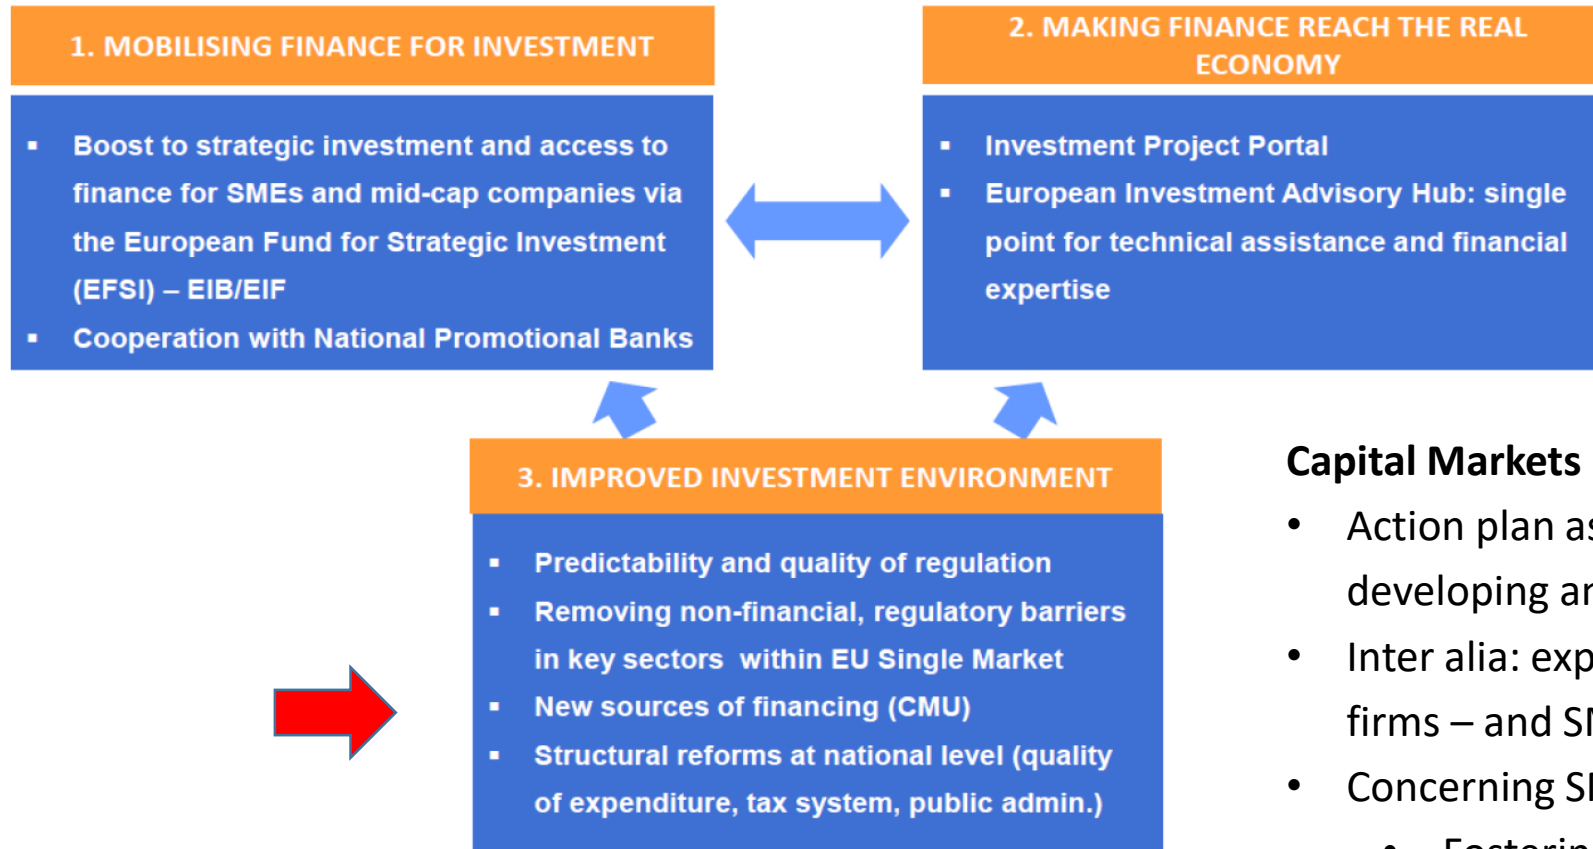 1. MOBILISING FINANCE FOR INVESTMENT
▪ Boost to strategic investment and access to
finance for SMEs and mid-cap companies via
the European Fund for Strategic Investment
(EFSI) – EIB/EIF
▪ Cooperation with National Promotional Banks
2. MAKING FINANCE REACH THE REAL
ECONOMY
▪ Investment Project Portal
▪ European Investment Advisory Hub: single
point for technical assistance and financial
expertise
3. IMPROVED INVESTMENT ENVIRONMENT
▪ Predictability and quality of regulation
▪ Removing non-financial, regulatory barriers
in key sectors within EU Single Market
▪ New sources of financing (CMU)
▪ Structural reforms at national level (quality
of expenditure, tax system, public admin.)
Capital Markets
• Action plan
developing
• Inter alia:
firms – and
• Concerning